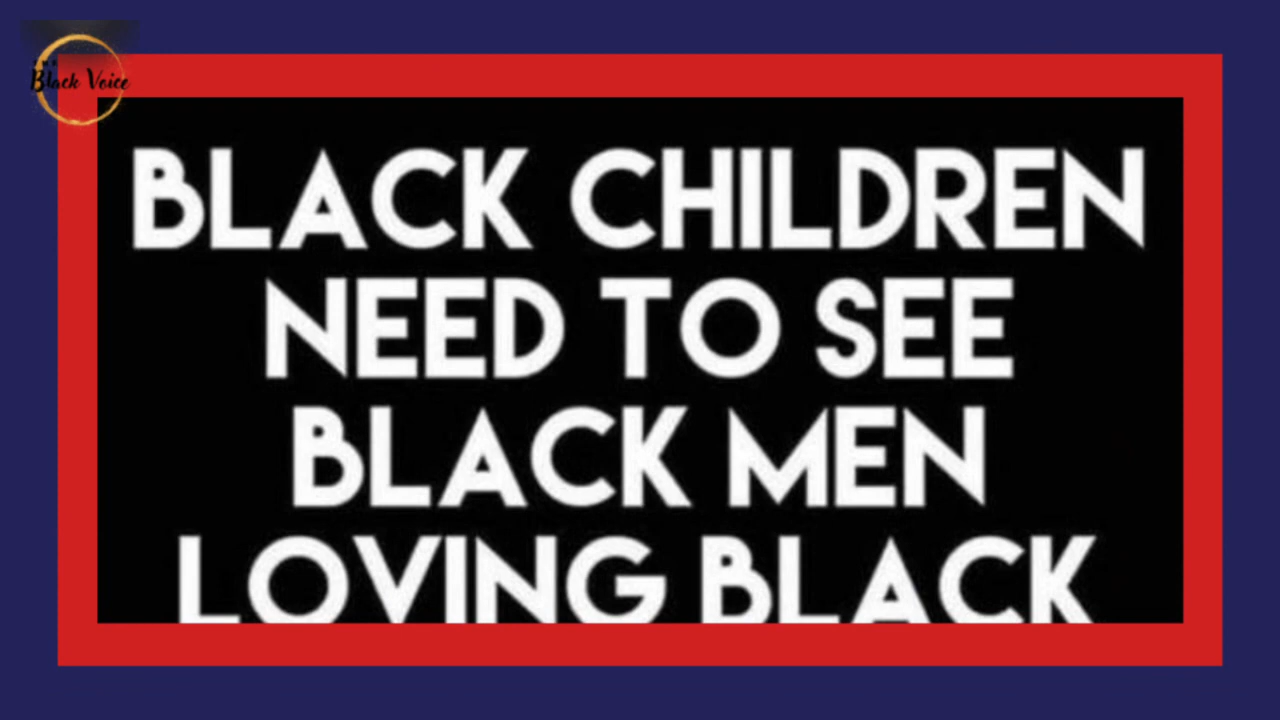 Black Voice
BLACK CHILDREN
NEED TO SEE
BLACK MEN
LOVING BLACK